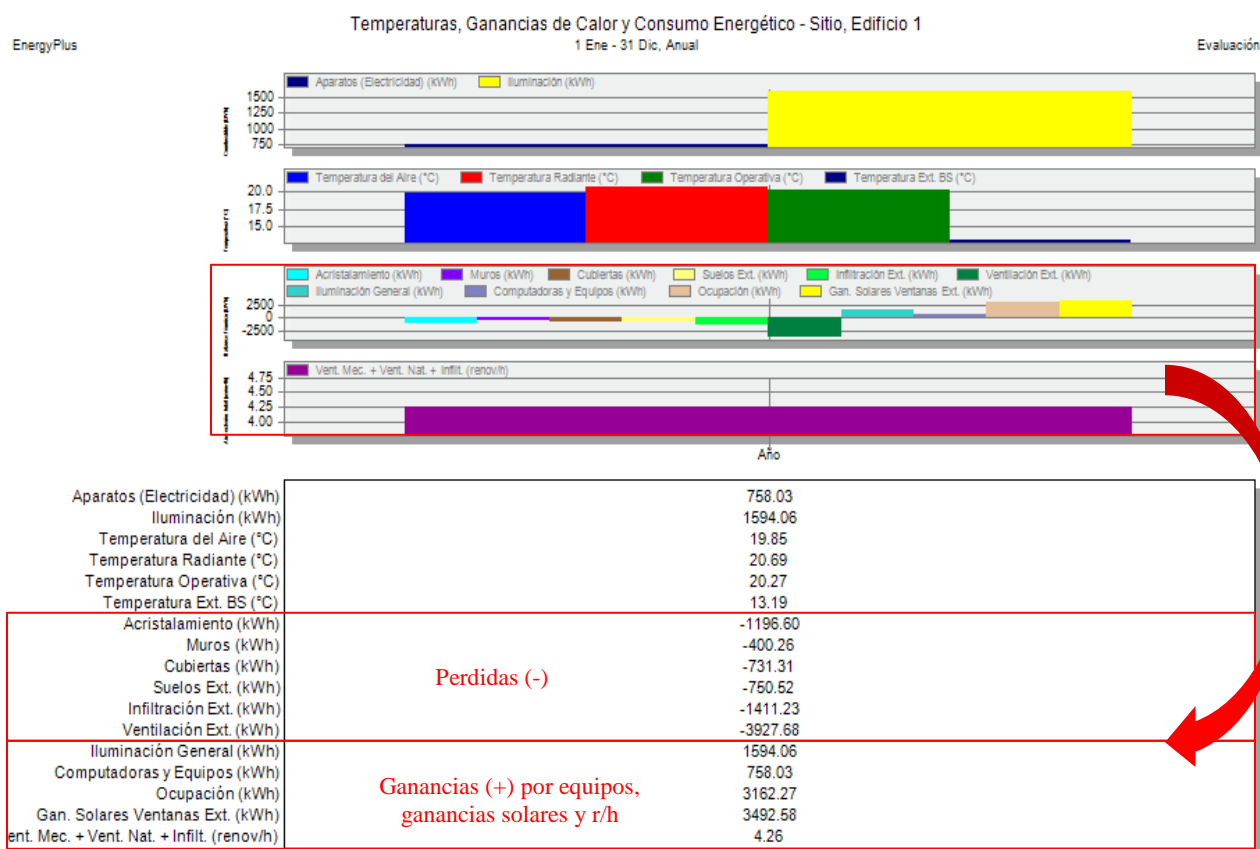 Temperaturas, Ganancias de Calor y Consumo Energético - Sitio, Edificio 1
EnergyPlus
1 Ene - 31 Dic, Anual
Evaluación
Aparatos (Electricidad) (kWh) Iluminación (kWh)
1500
1250
1000
750
Temperatura del Aire (°C) Temperatura Radiante (°C) Temperatura Operativa (°C) Temperatura Ext. BS (°C)
20.0
17.5
15.0
Acristalamiento (kWh) Muros (kWh) Cubiertas (kWh) Suelos Ext. (kWh) Infiltración Ext. (kWh) Ventilación Ext. (kWh)
Iluminación General (kWh) Computadoras y Equipos (kWh) Ocupación (kWh) Gan. Solares Ventanas Ext. (kWh)
2500
0
-2500
Vent. Mec. + Vent. Nat. + Infilt. (renov/h)
4.75
4.50
4.25
4.00
Año
Aparatos (Electricidad) (kWh) 758.03
Iluminación (kWh) 1594.06
Temperatura del Aire (°C) 19.85
Temperatura Radiante (°C) 20.69
Temperatura Operativa (°C) 20.27
Temperatura Ext. BS (°C) 13.19
Acristalamiento (kWh) -1196.60
Muros (kWh) -400.26
Cubiertas (kWh) -731.31
Perdidas (-)
Suelos Ext. (kWh) -750.52
Infiltración Ext. (kWh) -1411.23
Ventilación Ext. (kWh) -3927.68
Iluminación General (kWh) 1594.06
Computadoras y Equipos (kWh) 758.03
Ganancias (+) por equipos,
Ocupación (kWh) 3162.27
ganancias solares y r/h
Gan. Solares Ventanas Ext. (kWh) 3492.58
ent. Mec. + Vent. Nat. + Infilt. (renov/h) 4.26